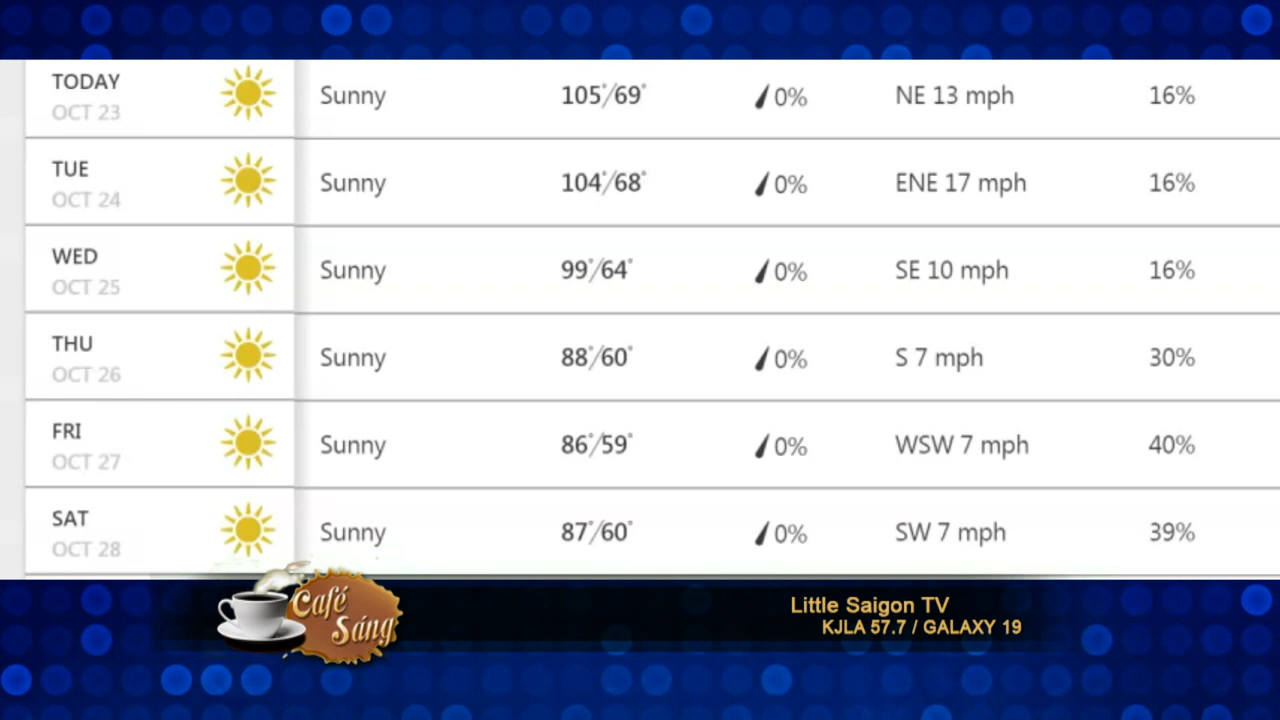 TODAY
OCT 23
Sunny 105°/69° 0% NE 13 mph 16%
TUE
OCT 24
Sunny 104°/68° 0% ENE 17 mph 16%
WED
OCT 25
Sunny 99°/64° 0% SE 10 mph 16%
THU
OCT 26
Sunny 88°/60° 0% S 7 mph 30%
FRI
OCT 27
Sunny 86°/59° 0% WSW 7 mph 40%
SAT
OCT 28
Sunny 87°/60° 0% SW 7 mph 39%
Café
Sáng
Little Saigon TV
KJLA 57.7 / GALAXY 19